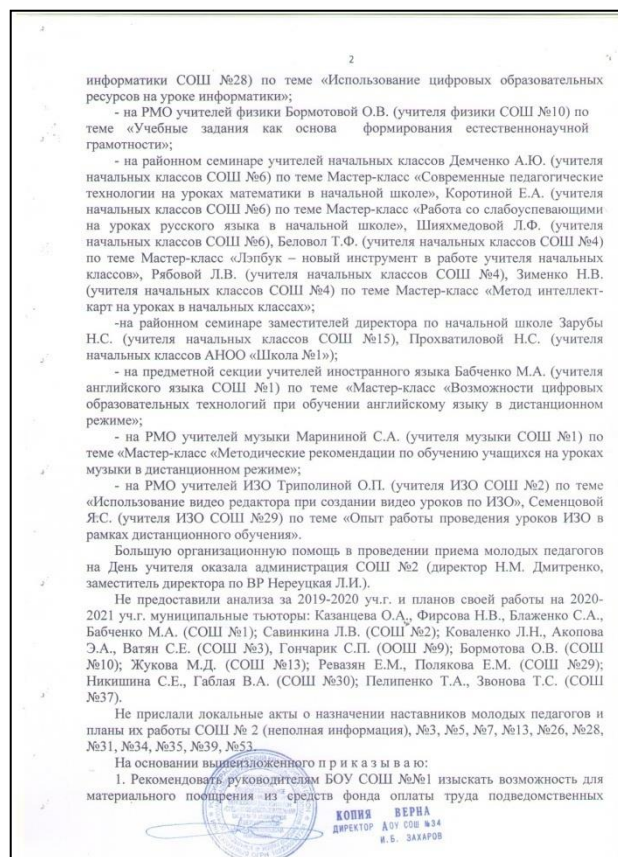 2
информатики СОШ №28) по теме «Использование цифровых образовательных
ресурсов на уроке информатики»;
- на РМО учителей физики Бормотовой О.В. (учителя физики СОШ №10) по
теме «Учебные задания как основа формирования естественнонаучной
грамотности»;
- на районном семинаре учителей начальных классов Демченко А.Ю. (учителя
начальных классов СОШ №6) по теме Мастер-класс «Современные педагогические
технологии на уроках математики в начальной школе», Коротиной Е.А. (учителя
начальных классов СОШ №6) по теме Мастер-класс «Работа со слабоуспевающими
на уроках русского языка в начальной школе», Шияхмедовой Л.Ф. (учителя
начальных классов СОШ №6), Беловол Т.Ф. (учителя начальных классов СОШ №4)
по теме Мастер-класс «Лэпбук – новый инструмент в работе учителя начальных
классов», Рябовой Л.В. (учителя начальных классов СОШ №4), Зименко Н.В.
(учителя начальных классов СОШ №4) по теме Мастер-класс «Метод интеллект-
карт на уроках в начальных классах»;
-на районном семинаре заместителей директора по начальной школе Зарубы
Н.С. (учителя начальных классов СОШ №15), Прохватиловой Н.С. (учителя
начальных классов АНОО «Школа №1»);
- на предметной секции учителей иностранного языка Бабченко М.А. (учителя
английского языка СОШ №1) по теме «Мастер-класс «Возможности цифровых
образовательных технологий при обучении английскому языку в дистанционном
режиме»;
- на РМО учителей музыки Марининой С.А. (учителя музыки СОШ №1) по
теме «Мастер-класс «Методические рекомендации по обучению учащихся на уроках
музыки в дистанционном режиме»;
- на РМО учителей ИЗО Триполиной О.П. (учителя ИЗО СОШ №2) по теме
«Использование видео редактора при создании видео уроков по ИЗО», Семенцовой
Я.С. (учителя ИЗО СОШ №29) по теме «Опыт работы проведения уроков ИЗО в
рамках дистанционного обучения».
Большую организационную помощь в проведении приема молодых педагогов
на День учителя оказала администрация СОШ №2 (директор Н.М. Дмитренко,
заместитель директора по ВР Нереуцкая Л.И.).
Не предоставили анализа за 2019-2020 уч.г. и планов своей работы на 2020-
2021 уч.г. муниципальные тьюторы: Казанцева О.А., Фирсова Н.В., Блаженко С.А.,
Бабченко М.А. (СОШ №1); Савинкина Л.В. (СОШ №2); Коваленко Л.Н., Акопова
Э.А., Ватян С.Е. (СОШ №3), Гончарик С.П. (ООШ №9); Бормотова О.В. (СОШ
№10); Жукова М.Д. (СОШ №13); Ревазян Е.М., Полякова Е.М. (СОШ №29);
Никишина С.Е., Габлая В.А. (СОШ №30); Пелипенко Т.А., Звонова Т.С. (СОШ
№37).
Не прислали локальные акты о назначении наставников молодых педагогов и
планы их работы СОШ № 2 (неполная информация), №3, №5, №7, №13, №26, №28,
№31, №34, №35, №39, №53.
На основании вышеизложенного п р и к а з ы в а ю:
1. Рекомендовать руководителям БОУ СОШ №№1 изыскать возможность для
материального поощрения из средств фонда оплаты труда подведомственных
КОПИЯ ВЕРНА
ДИРЕКТОР АОУ СОШ №34
И.Б. ЗАХАРОВ